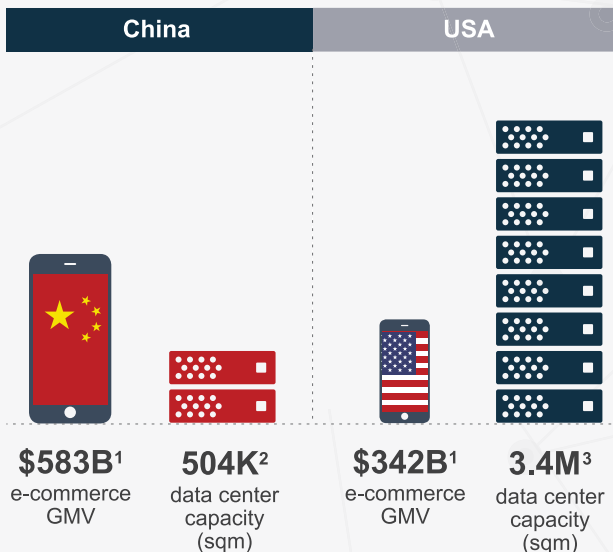 China
USA
$583B¹
e-commerce
GMV
504K²
data center
capacity
(sqm)
$342B¹
e-commerce
GMV
3.4M³
data center
capacity
(sqm)